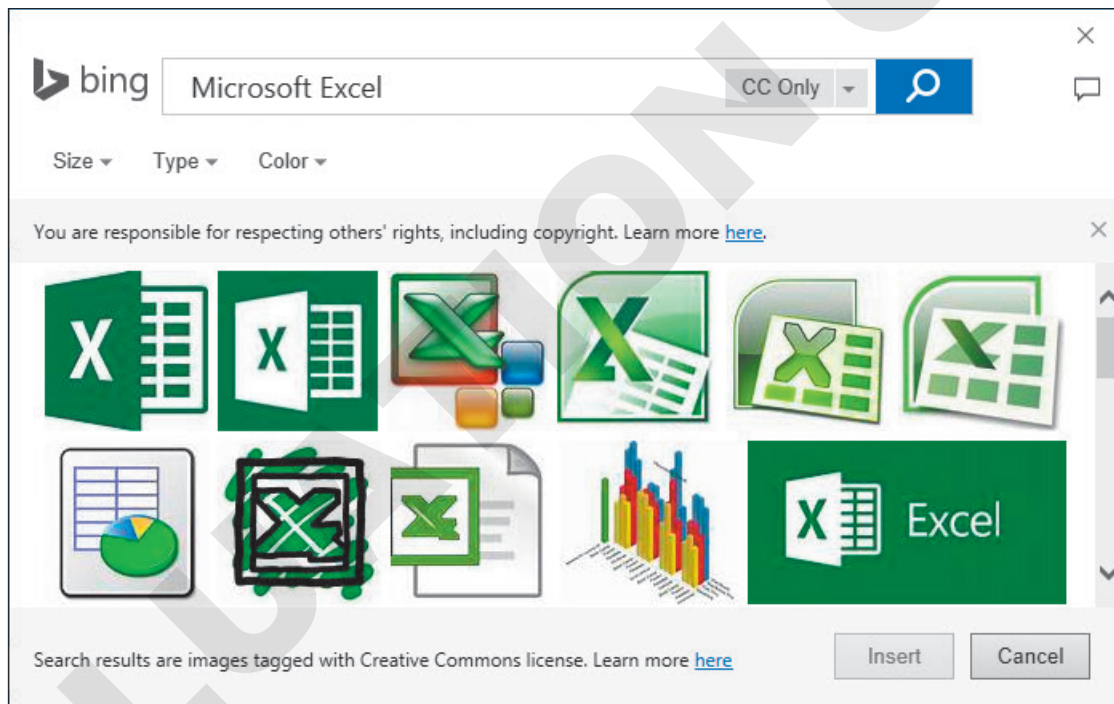 bing
Microsoft Excel
CC Only
Size
Type
Color
You are responsible for respecting others' rights, including copyright. Learn more here.
X
X
X
Excel
Search results are images tagged with Creative Commons license. Learn more here
Insert
Cancel